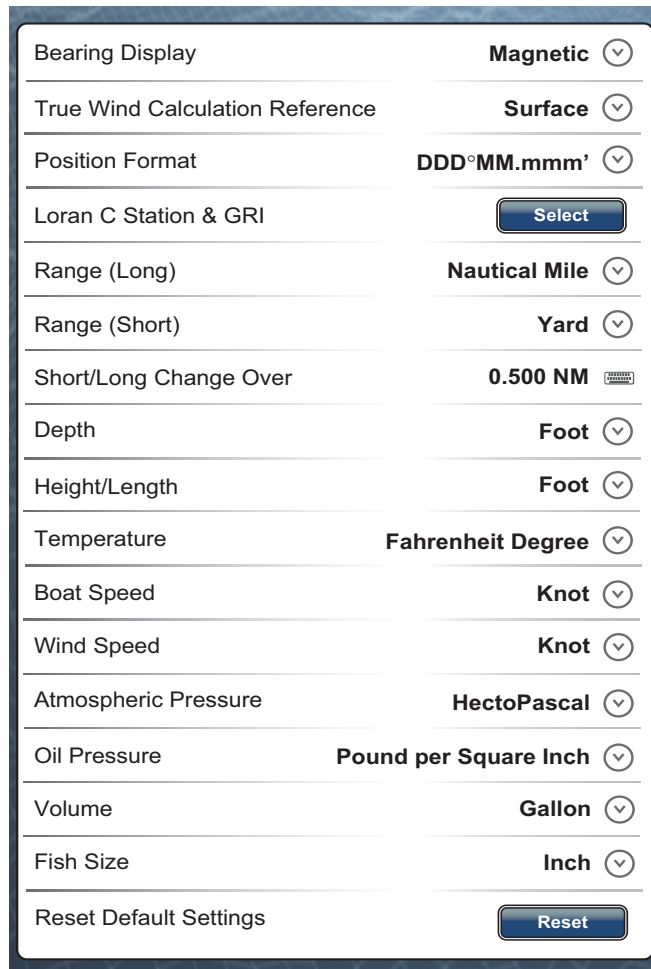 Bearing Display Magnetic
True Wind Calculation Reference Surface
Position Format DDD°MM.mmm’
Loran C Station & GRI Select
Range (Long) Nautical Mile
Range (Short) Yard
Short/Long Change Over 0.500 NM
Depth Foot
Height/Length Foot
Temperature Fahrenheit Degree
Boat Speed Knot
Wind Speed Knot
Atmospheric Pressure HectoPascal
Oil Pressure Pound per Square Inch
Volume Gallon
Fish Size Inch
Reset Default Settings Reset